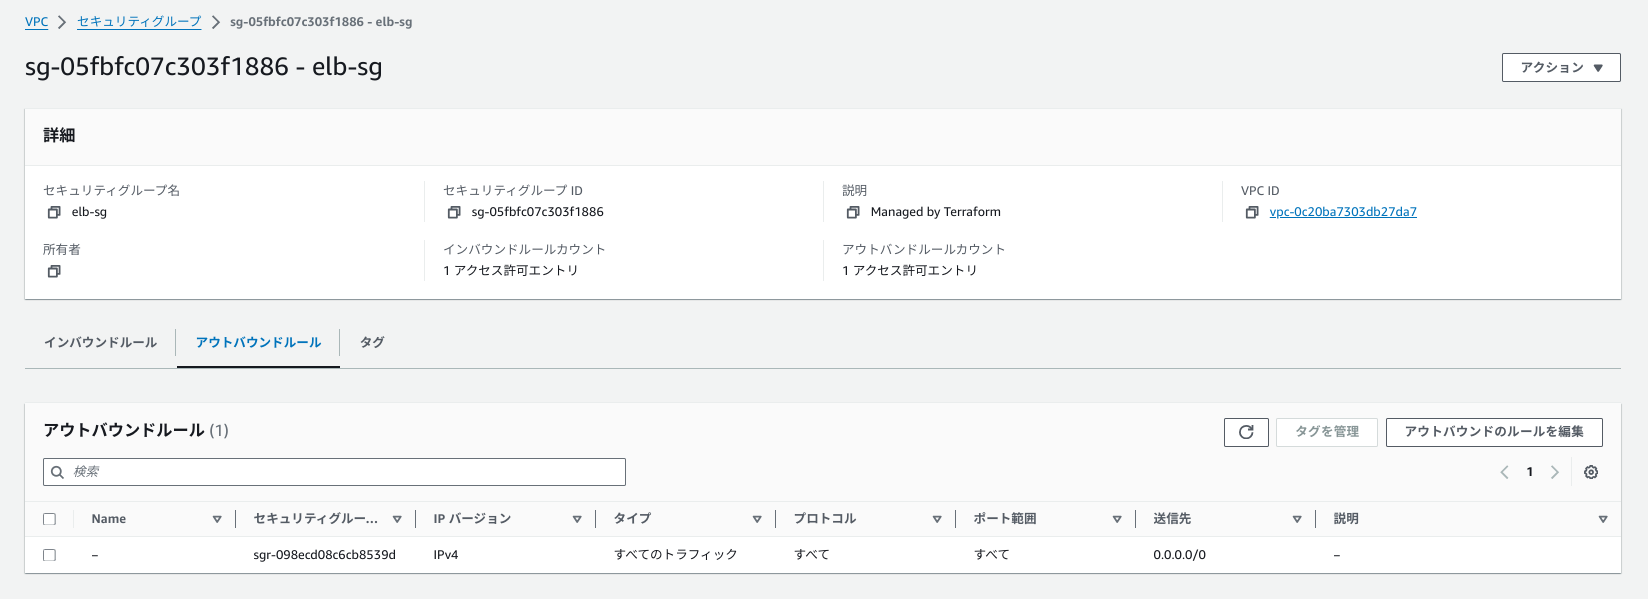 VPC > セキュリティグループ > sg-05fbfc07c303f1886 - elb-sg
sg-05fbfc07c303f1886 - elb-sg
アクション ▼
詳細
セキュリティグループ名
elb-sg
セキュリティグループ ID
sg-05fbfc07c303f1886
説明
Managed by Terraform
VPC ID
vpc-0c20ba7303db27da7
所有者
インバウンドルールカウント
1 アクセス許可エントリ
アウトバンドルールカウント
1 アクセス許可エントリ
インバウンドルール アウトバウンドルール タグ
アウトバウンドルール (1)
タグを管理 アウトバウンドのルールを編集
検索
1
Name セキュリティグルー... IP バージョン タイプ プロトコル ポート範囲 送信先 説明
– sgr-098ecd08c6cb8539d IPv4 すべてのトラフィック すべて すべて 0.0.0.0/0 –